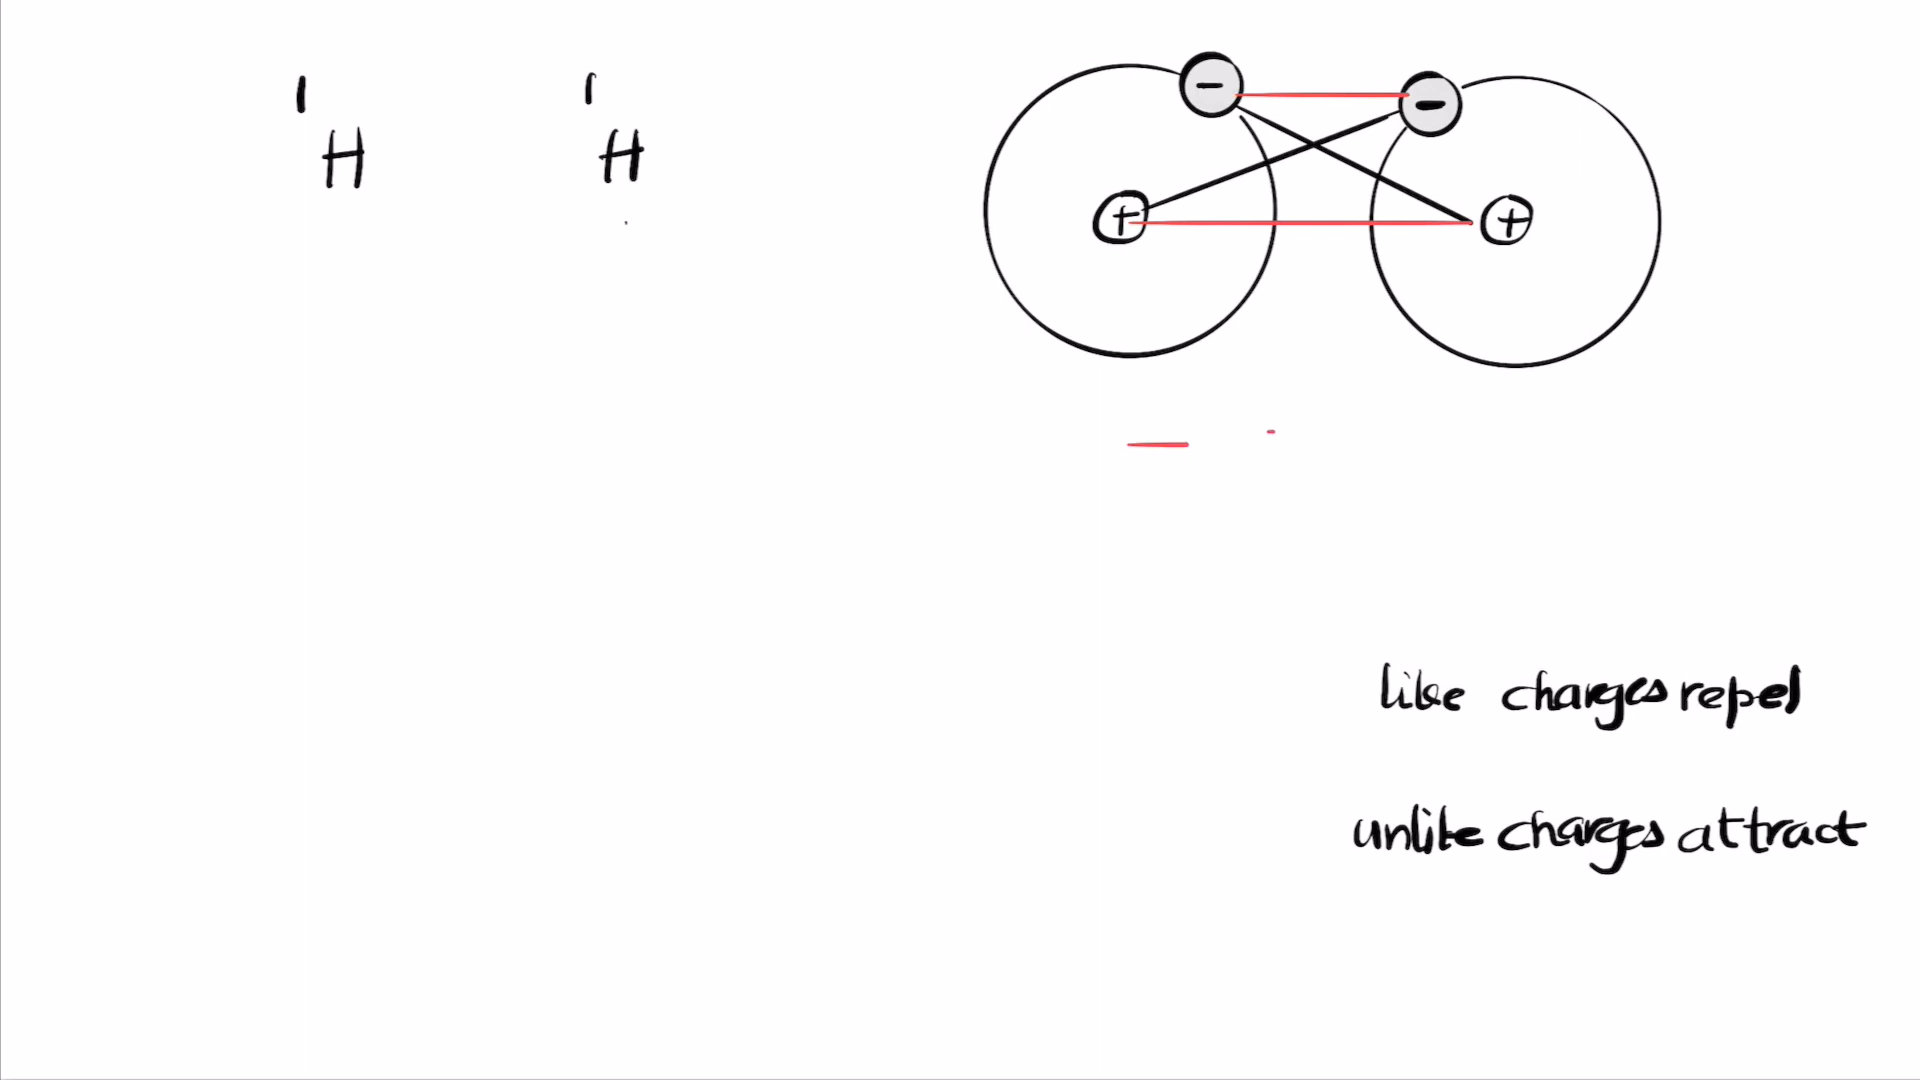 1 1
H H
- -
+ +
like charges repel
unlike charges attract